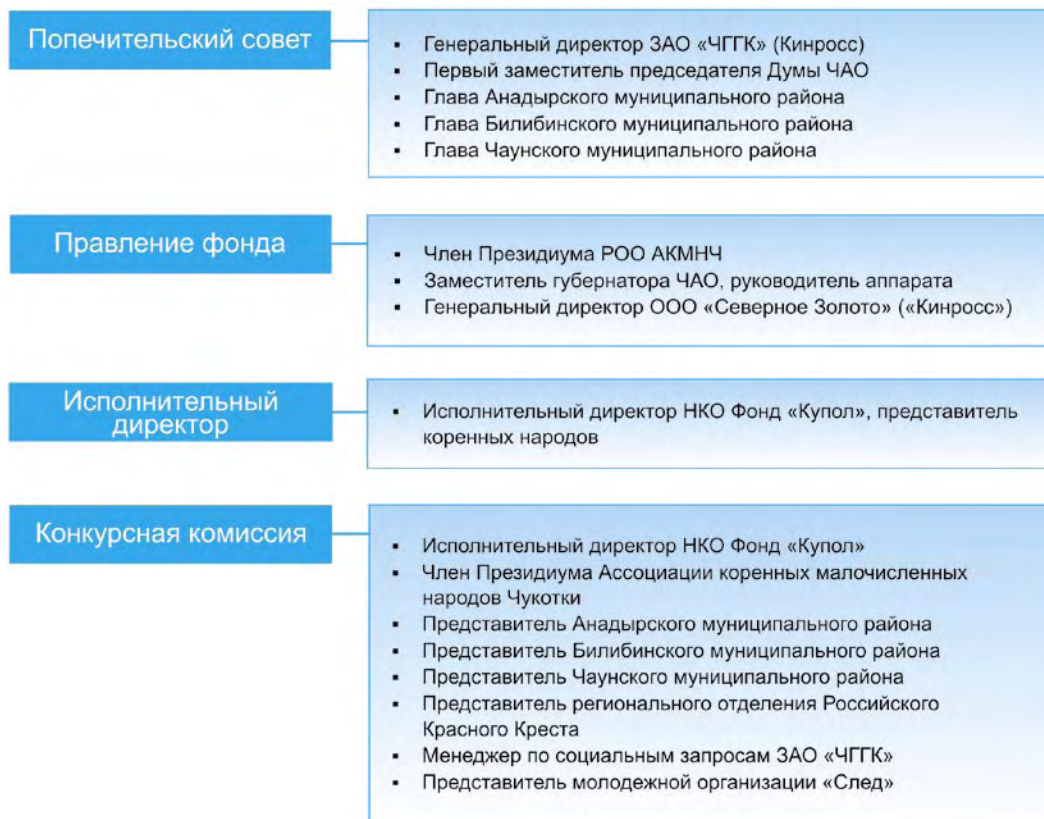 Попечительский совет
▪ Генеральный директор ЗАО «ЧГГК» (Кинросс)
▪ Первый заместитель председателя Думы ЧАО
▪ Глава Анадырского муниципального района
▪ Глава Билибинского муниципального района
▪ Глава Чаунского муниципального района
Правление фонда
▪ Член Президиума РОО АКМНЧ
▪ Заместитель губернатора ЧАО, руководитель аппарата
▪ Генеральный директор ООО «Северное Золото» («Кинросс»)
Исполнительный
директор
▪ Исполнительный директор НКО Фонд «Купол», представитель
коренных народов
Конкурсная комиссия
▪ Исполнительный директор НКО Фонд «Купол»
▪ Член Президиума Ассоциации коренных малочисленных
народов Чукотки
▪ Представитель Анадырского муниципального района
▪ Представитель Билибинского муниципального района
▪ Представитель Чаунского муниципального района
▪ Представитель регионального отделения Российского
Красного Креста
▪ Менеджер по социальным запросам ЗАО «ЧГГК»
▪ Представитель молодежной организации «След»